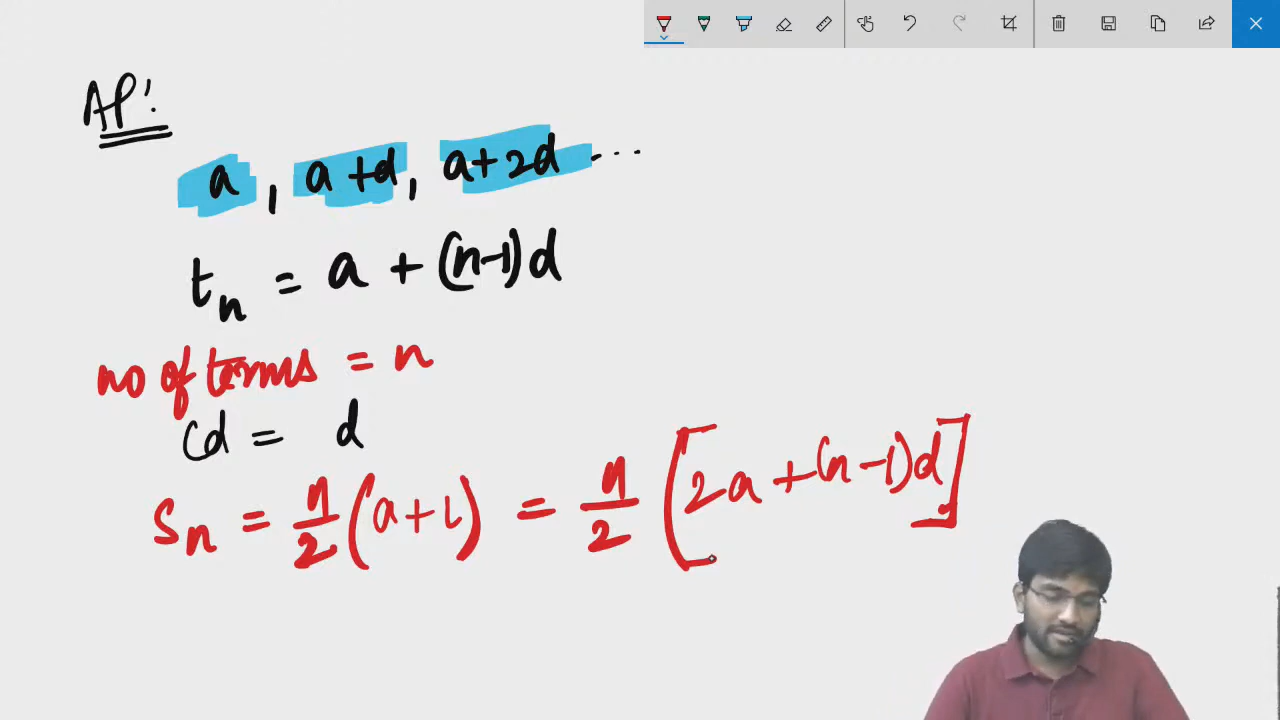 AP:
a, a+d, a+2d ...
tₙ = a + (n-1)d
no of terms = n
Cd = d
Sₙ = n/2 (a+l) = n/2 [2a+(n-1)d]